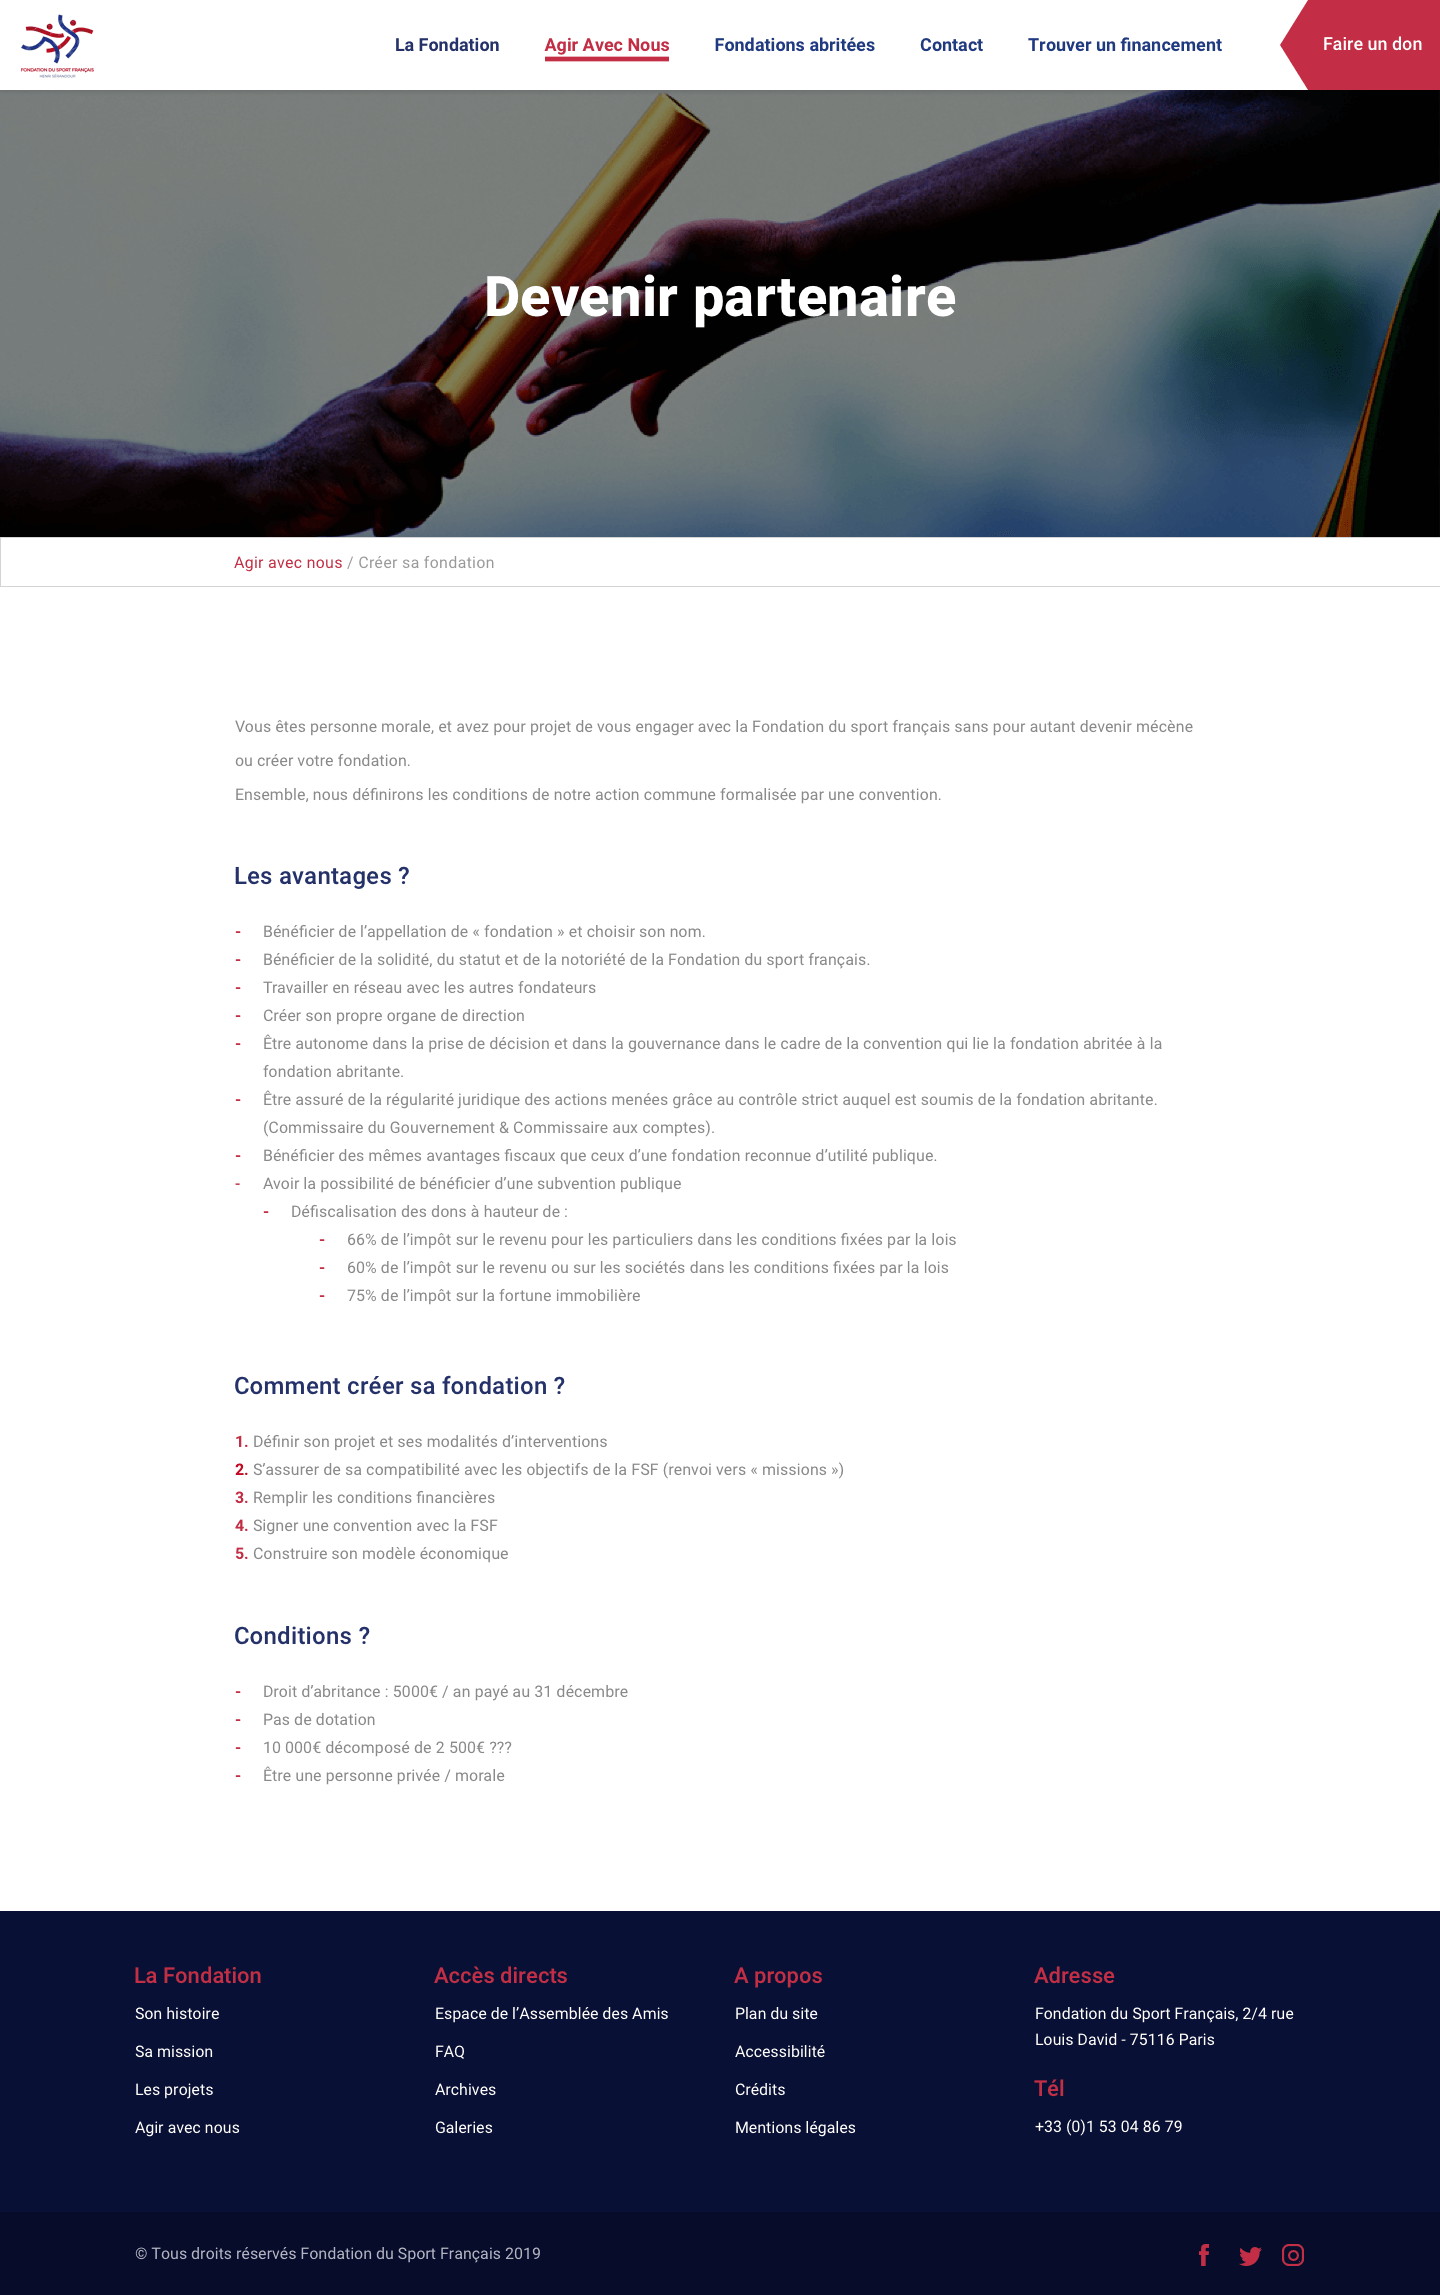 FONDATION DU SPORT FRANÇAIS
La Fondation
Agir Avec Nous
Fondations abritées
Contact
Trouver un financement
Faire un don
Devenir partenaire
Agir avec nous / Créer sa fondation
Vous êtes personne morale, et avez pour projet de vous engager avec la Fondation du sport français sans pour autant devenir mécène
ou créer votre fondation.
Ensemble, nous définirons les conditions de notre action commune formalisée par une convention.
Les avantages ?
- Bénéficier de l’appellation de « fondation » et choisir son nom.
- Bénéficier de la solidité, du statut et de la notoriété de la Fondation du sport français.
- Travailler en réseau avec les autres fondateurs
- Créer son propre organe de direction
- Être autonome dans la prise de décision et dans la gouvernance dans le cadre de la convention qui lie la fondation abritée à la
fondation abritante.
- Être assuré de la régularité juridique des actions menées grâce au contrôle strict auquel est soumis de la fondation abritante.
(Commissaire du Gouvernement & Commissaire aux comptes).
- Bénéficier des mêmes avantages fiscaux que ceux d’une fondation reconnue d’utilité publique.
- Avoir la possibilité de bénéficier d’une subvention publique
- Défiscalisation des dons à hauteur de :
- 66% de l’impôt sur le revenu pour les particuliers dans les conditions fixées par la lois
- 60% de l’impôt sur le revenu ou sur les sociétés dans les conditions fixées par la lois
- 75% de l’impôt sur la fortune immobilière
Comment créer sa fondation ?
1. Définir son projet et ses modalités d’interventions
2. S’assurer de sa compatibilité avec les objectifs de la FSF (renvoi vers « missions »)
3. Remplir les conditions financières
4. Signer une convention avec la FSF
5. Construire son modèle économique
Conditions ?
- Droit d’abritance : 5000€ / an payé au 31 décembre
- Pas de dotation
- 10 000€ décomposé de 2 500€ ???
- Être une personne privée / morale
La Fondation
Son histoire
Sa mission
Les projets
Agir avec nous
Accès directs
Espace de l’Assemblée des Amis
FAQ
Archives
Galeries
A propos
Plan du site
Accessibilité
Crédits
Mentions légales
Adresse
Fondation du Sport Français, 2/4 rue
Louis David - 75116 Paris
Tél
+33 (0)1 53 04 86 79
© Tous droits réservés Fondation du Sport Français 2019